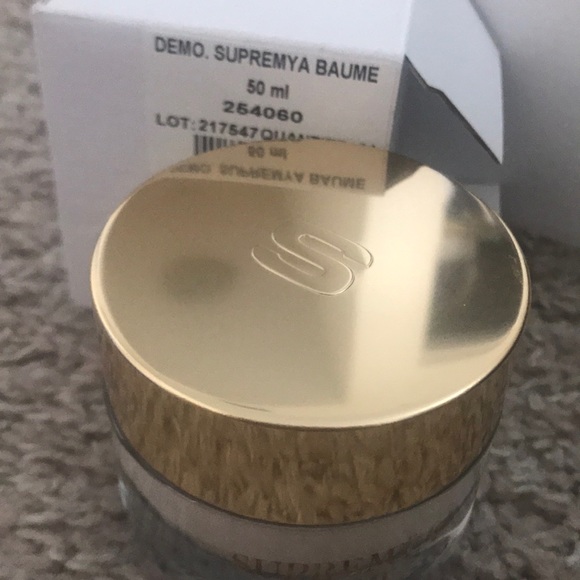 DEMO. SUPREMYA BAUME
50 ml
254060
LOT: 217547
S